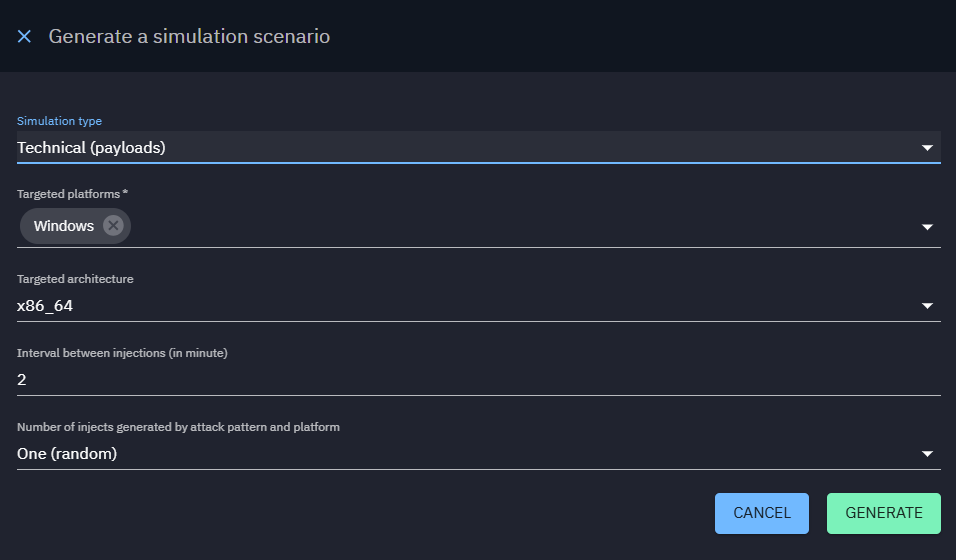 Generate a simulation scenario
Simulation type
Technical (payloads)
Targeted platforms *
Windows
Targeted architecture
x86_64
Interval between injections (in minute)
2
Number of injects generated by attack pattern and platform
One (random)
CANCEL
GENERATE